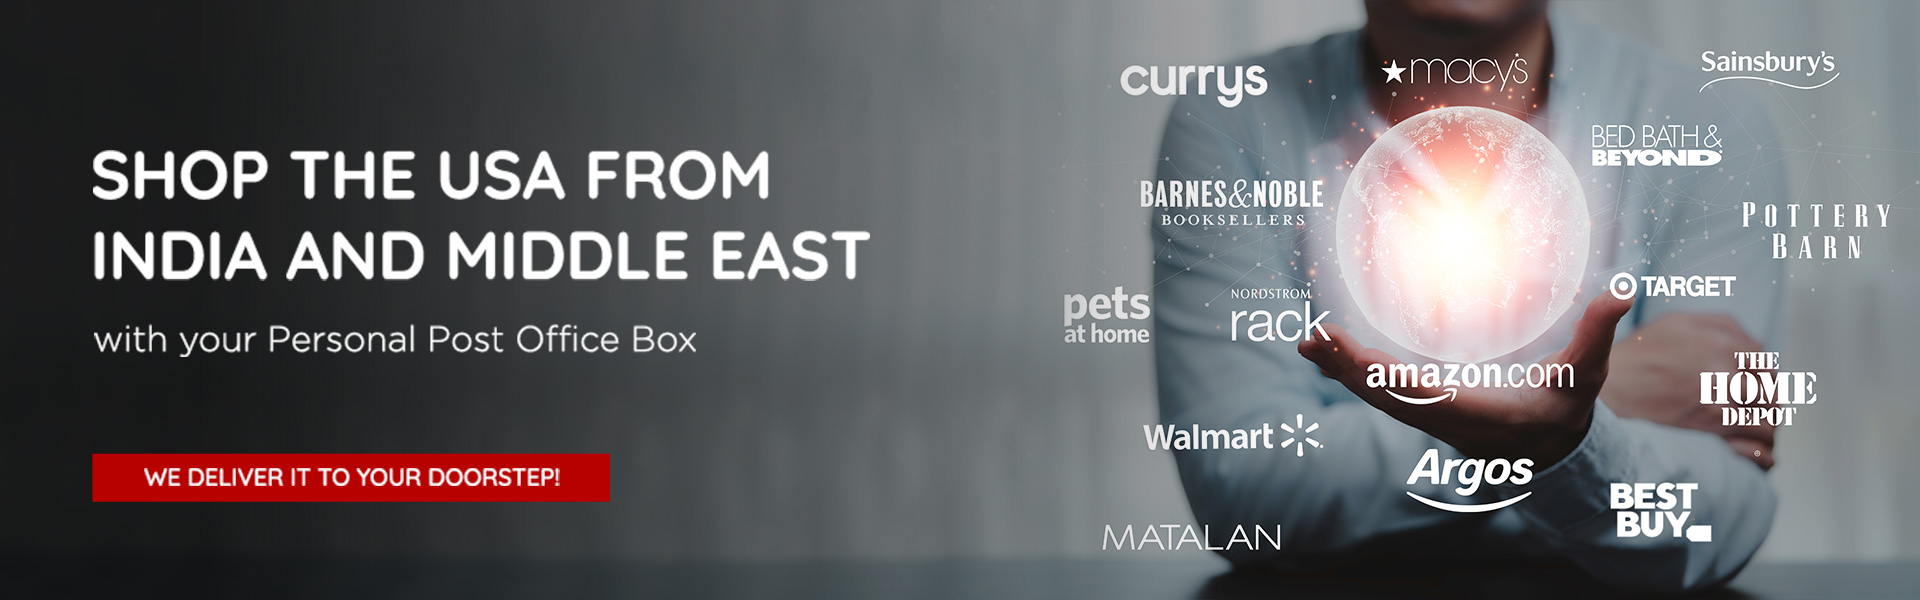 SHOP THE USA FROM
INDIA AND MIDDLE EAST
with your Personal Post Office Box
WE DELIVER IT TO YOUR DOORSTEP!
currys
macy's
Sainsbury's
BED BATH &
BEYOND
BARNES&NOBLE
BOOKSELLERS
POTTERY
BARN
TARGET
pets
at home
NORDSTROM
rack
amazon.com
THE
HOME
DEPOT
®
Walmart
Argos
BEST
BUY
MATALAN